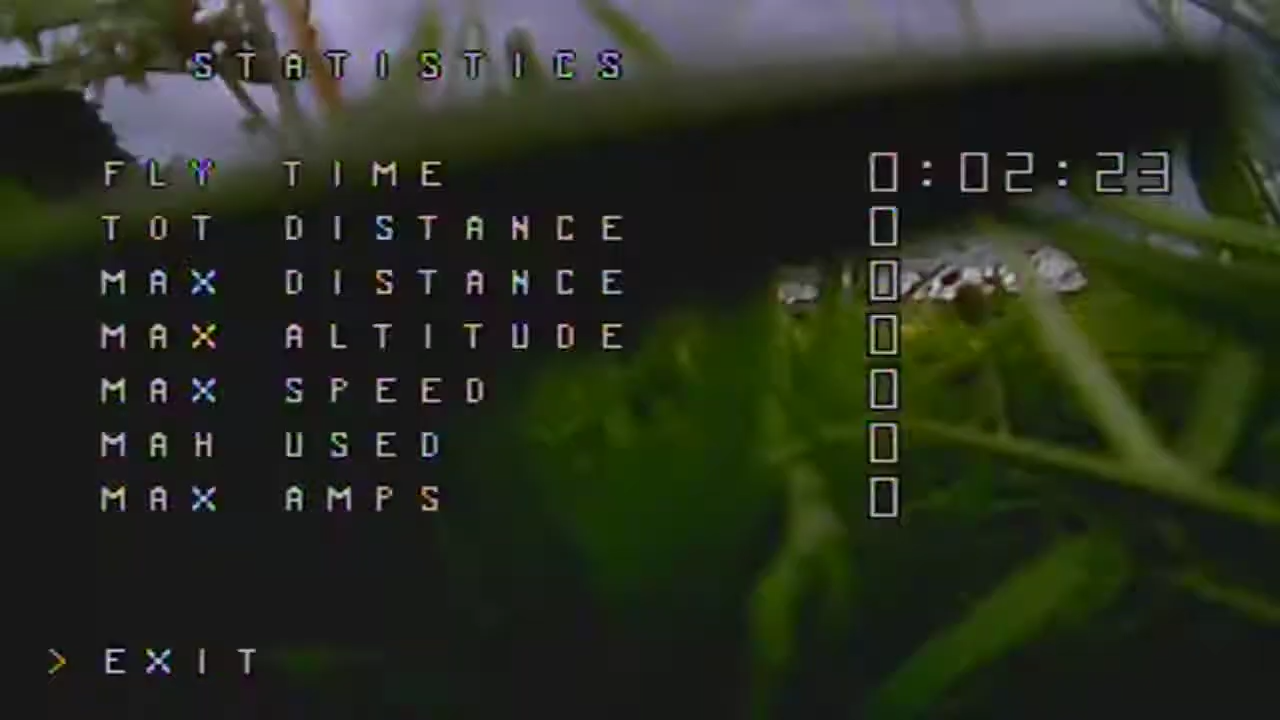 STATISTICS
FLY TIME 0:02:23
TOT DISTANCE 0
MAX DISTANCE 0
MAX ALTITUDE 0
MAX SPEED 0
MAH USED 0
MAX AMPS 0
> EXIT